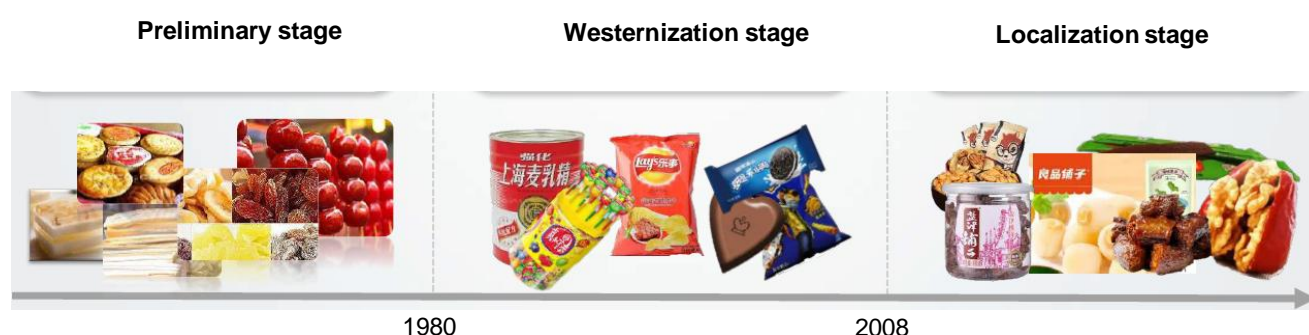 Preliminary stage
Westernization stage
Localization stage
上海麦乳精
Lay's乐事
良品铺子
1980
2008